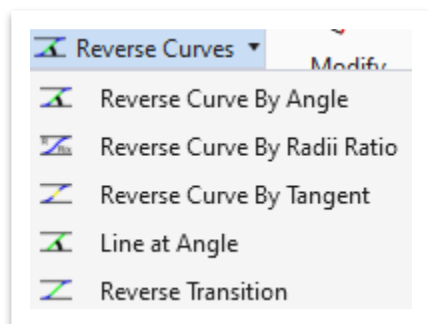 Reverse Curves
Modify
Reverse Curve By Angle
Reverse Curve By Radii Ratio
Reverse Curve By Tangent
Line at Angle
Reverse Transition